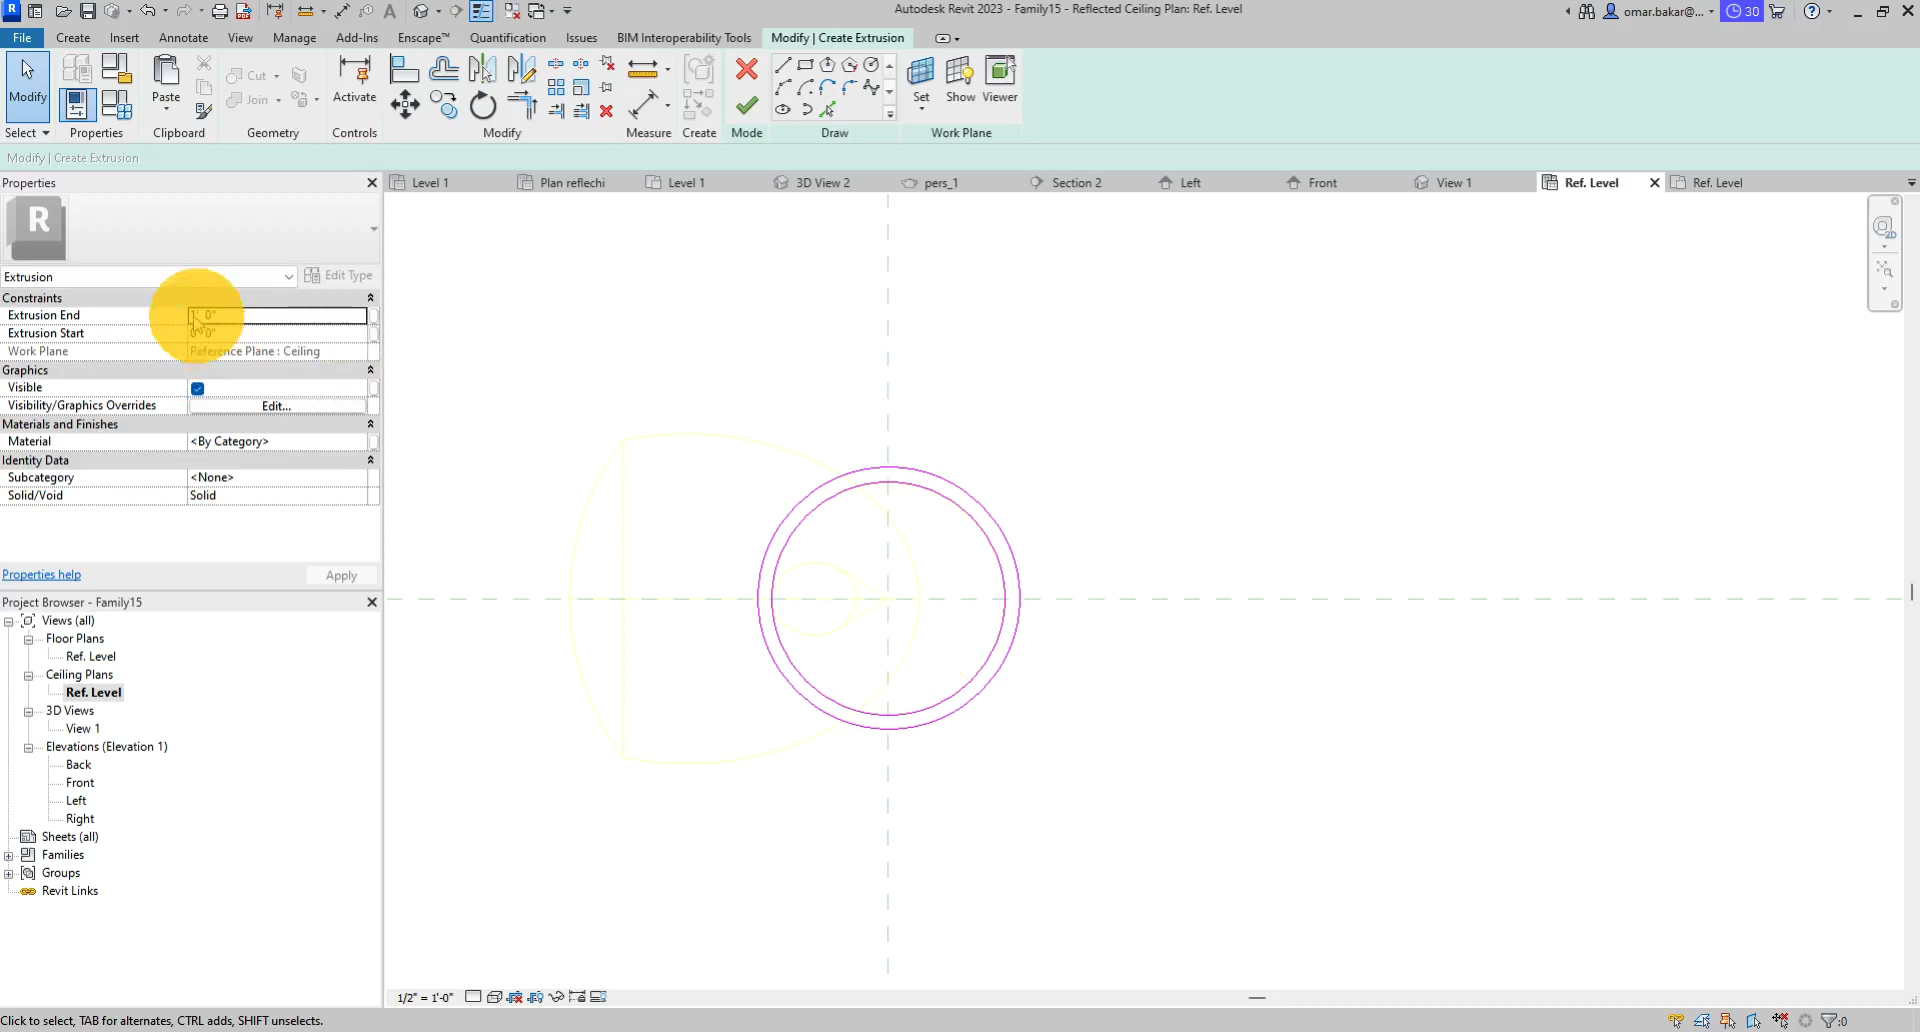 Autodesk Revit 2023 - Family15 - Reflected Ceiling Plan: Ref. Level
omar.bakar@...
30
File
Create
Insert
Annotate
View
Manage
Add-Ins
Enscape™
Quantification
Issues
BIM Interoperability Tools
Modify | Create Extrusion
Modify
Paste
Cut
Join
Activate
Set
Show
Viewer
Select
Properties
Clipboard
Geometry
Controls
Modify
Measure
Create
Mode
Draw
Work Plane
Modify | Create Extrusion
Properties
Level 1
Plan reflechi
Level 1
3D View 2
pers_1
Section 2
Left
Front
View 1
Ref. Level
Ref. Level
R
Extrusion
Edit Type
Constraints
Extrusion End 1' 0"
Extrusion Start 0' 0"
Work Plane Reference Plane : Ceiling
Graphics
Visible
Visibility/Graphics Overrides Edit...
Materials and Finishes
Material <By Category>
Identity Data
Subcategory <None>
Solid/Void Solid
Properties help
Apply
Project Browser - Family15
Views (all)
Floor Plans
Ref. Level
Ceiling Plans
Ref. Level
3D Views
View 1
Elevations (Elevation 1)
Back
Front
Left
Right
Sheets (all)
Families
Groups
Revit Links
1/2" = 1'-0"
Click to select, TAB for alternates, CTRL adds, SHIFT unselects.
:0